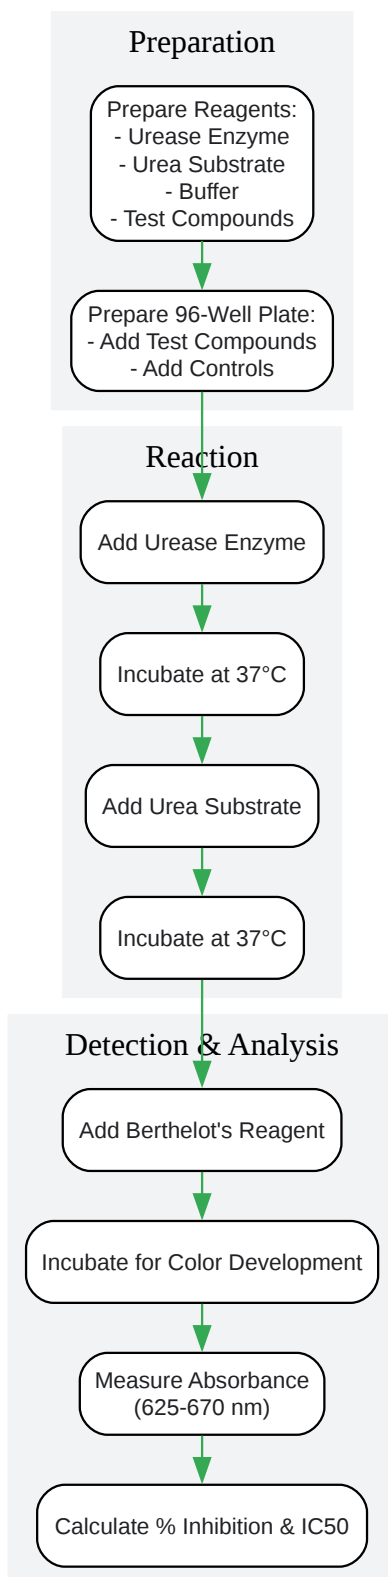 Preparation
Prepare Reagents:
- Urease Enzyme
- Urea Substrate
- Buffer
- Test Compounds
Prepare 96-Well Plate:
- Add Test Compounds
- Add Controls
Reaction
Add Urease Enzyme
Incubate at 37°C
Add Urea Substrate
Incubate at 37°C
Detection & Analysis
Add Berthelot's Reagent
Incubate for Color Development
Measure Absorbance
(625-670 nm)
Calculate % Inhibition & IC50